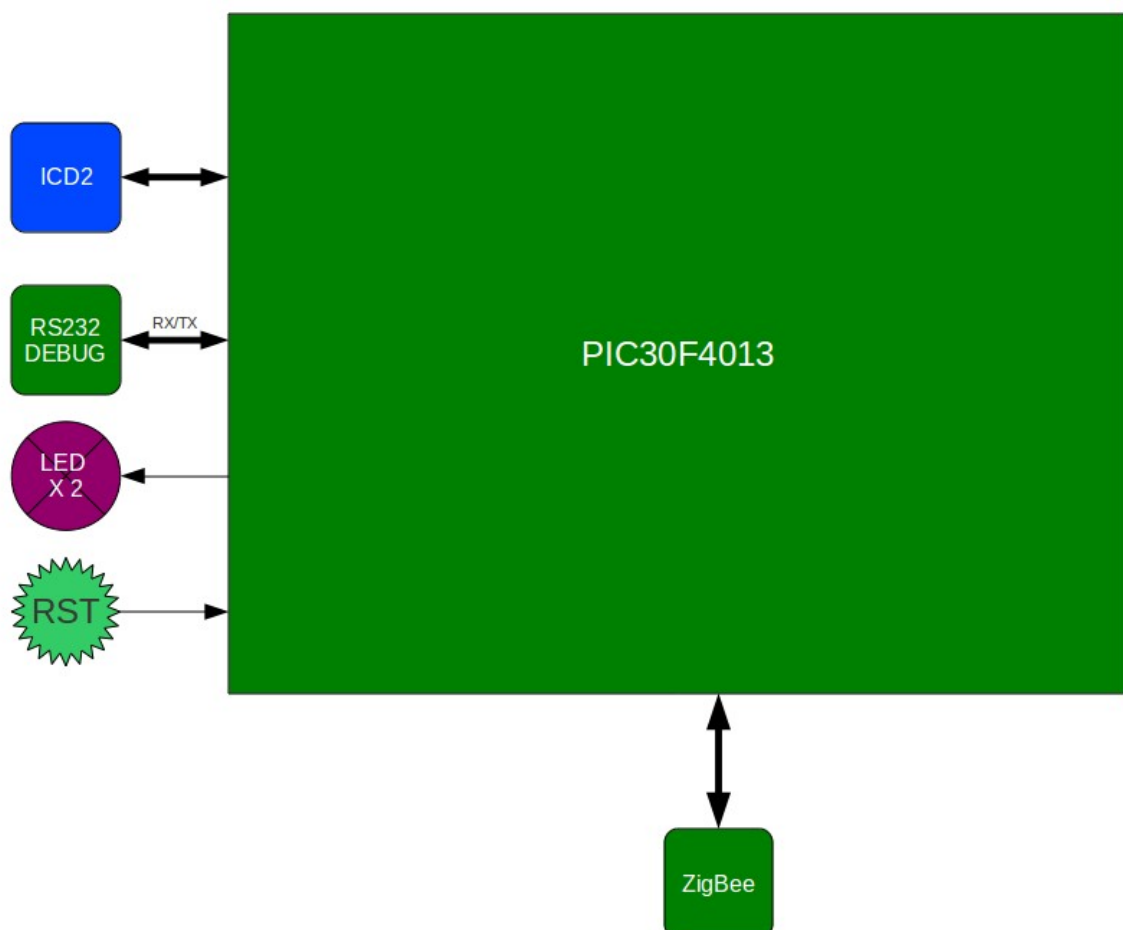 ICD2
RS232
DEBUG
RX/TX
PIC30F4013
LED
X 2
RST
ZigBee